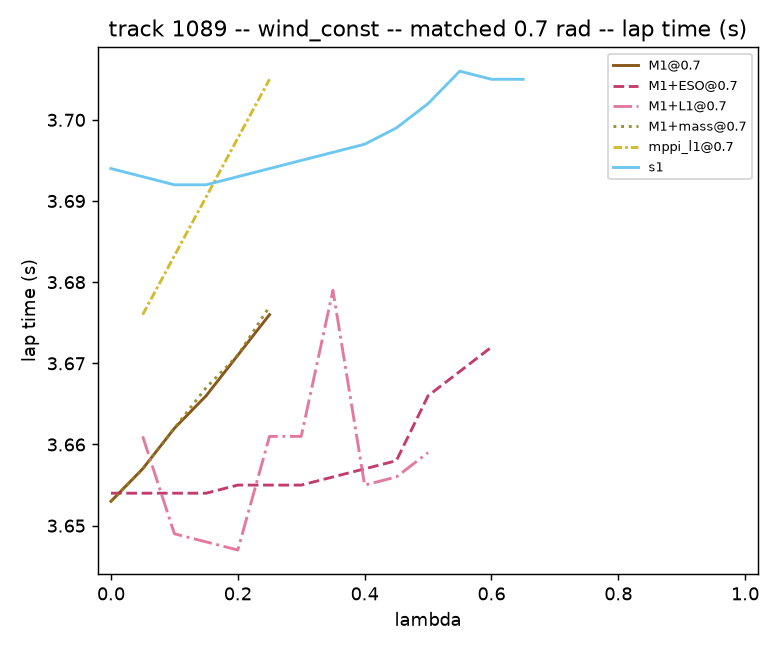 track 1089 -- wind_const -- matched 0.7 rad -- lap time (s)
M1@0.7
M1+ESO@0.7
M1+L1@0.7
M1+mass@0.7
mppi_l1@0.7
s1
lap time (s)
3.70
3.69
3.68
3.67
3.66
3.65
0.0 0.2 0.4 0.6 0.8 1.0
lambda